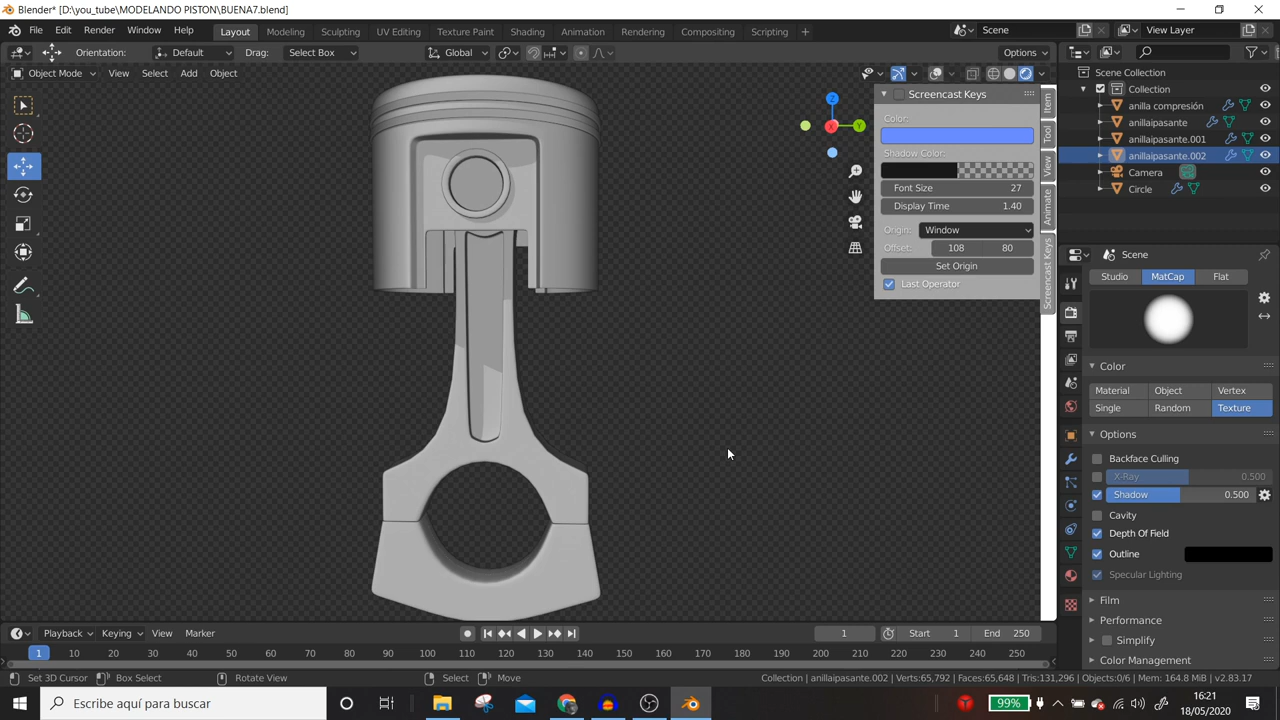 Blender* [D:\you_tube\MODELANDO PISTON\BUENA7.blend]
File Edit Render Window Help Layout Modeling Sculpting UV Editing Texture Paint Shading Animation Rendering Compositing Scripting + Scene View Layer
Orientation: Default Drag: Select Box Global Options
Object Mode View Select Add Object
Scene Collection
Collection
anilla compresión
anillaipasante
anillaipasante.001
anillaipasante.002
Camera
Circle
Screencast Keys
Color:
Shadow Color:
Font Size 27
Display Time 1.40
Origin: Window
Offset: 108 80
Set Origin
Last Operator
Item
Tool
View
Animate
Screencast Keys
Z
Y
X
Scene
Studio MatCap Flat
Color
Material Object Vertex
Single Random Texture
Options
Backface Culling
X-Ray 0.500
Shadow 0.500
Cavity
Depth Of Field
Outline
Specular Lighting
Film
Performance
Simplify
Color Management
Playback Keying View Marker 1 Start 1 End 250
1 10 20 30 40 50 60 70 80 90 100 110 120 130 140 150 160 170 180 190 200 210 220 230 240 250
Set 3D Cursor Box Select Rotate View Select Move Collection | anillaipasante.002 | Verts:65,792 | Faces:65,648 | Tris:131,296 | Objects:0/6 | Mem: 164.8 MiB | v2.83.17
Escribe aquí para buscar 99% 16:21
18/05/2020